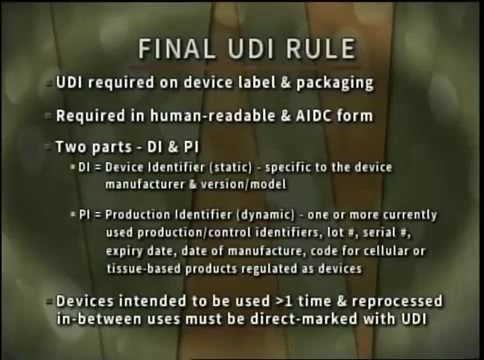 FINAL UDI RULE
UDI required on device label & packaging
Required in human-readable & AIDC form
Two parts - DI & PI
DI = Device Identifier (static) - specific to the device
manufacturer & version/model
PI = Production Identifier (dynamic) - one or more currently
used production/control identifiers, lot #, serial #,
expiry date, date of manufacture, code for cellular or
tissue-based products regulated as devices
Devices intended to be used >1 time & reprocessed
in-between uses must be direct-marked with UDI